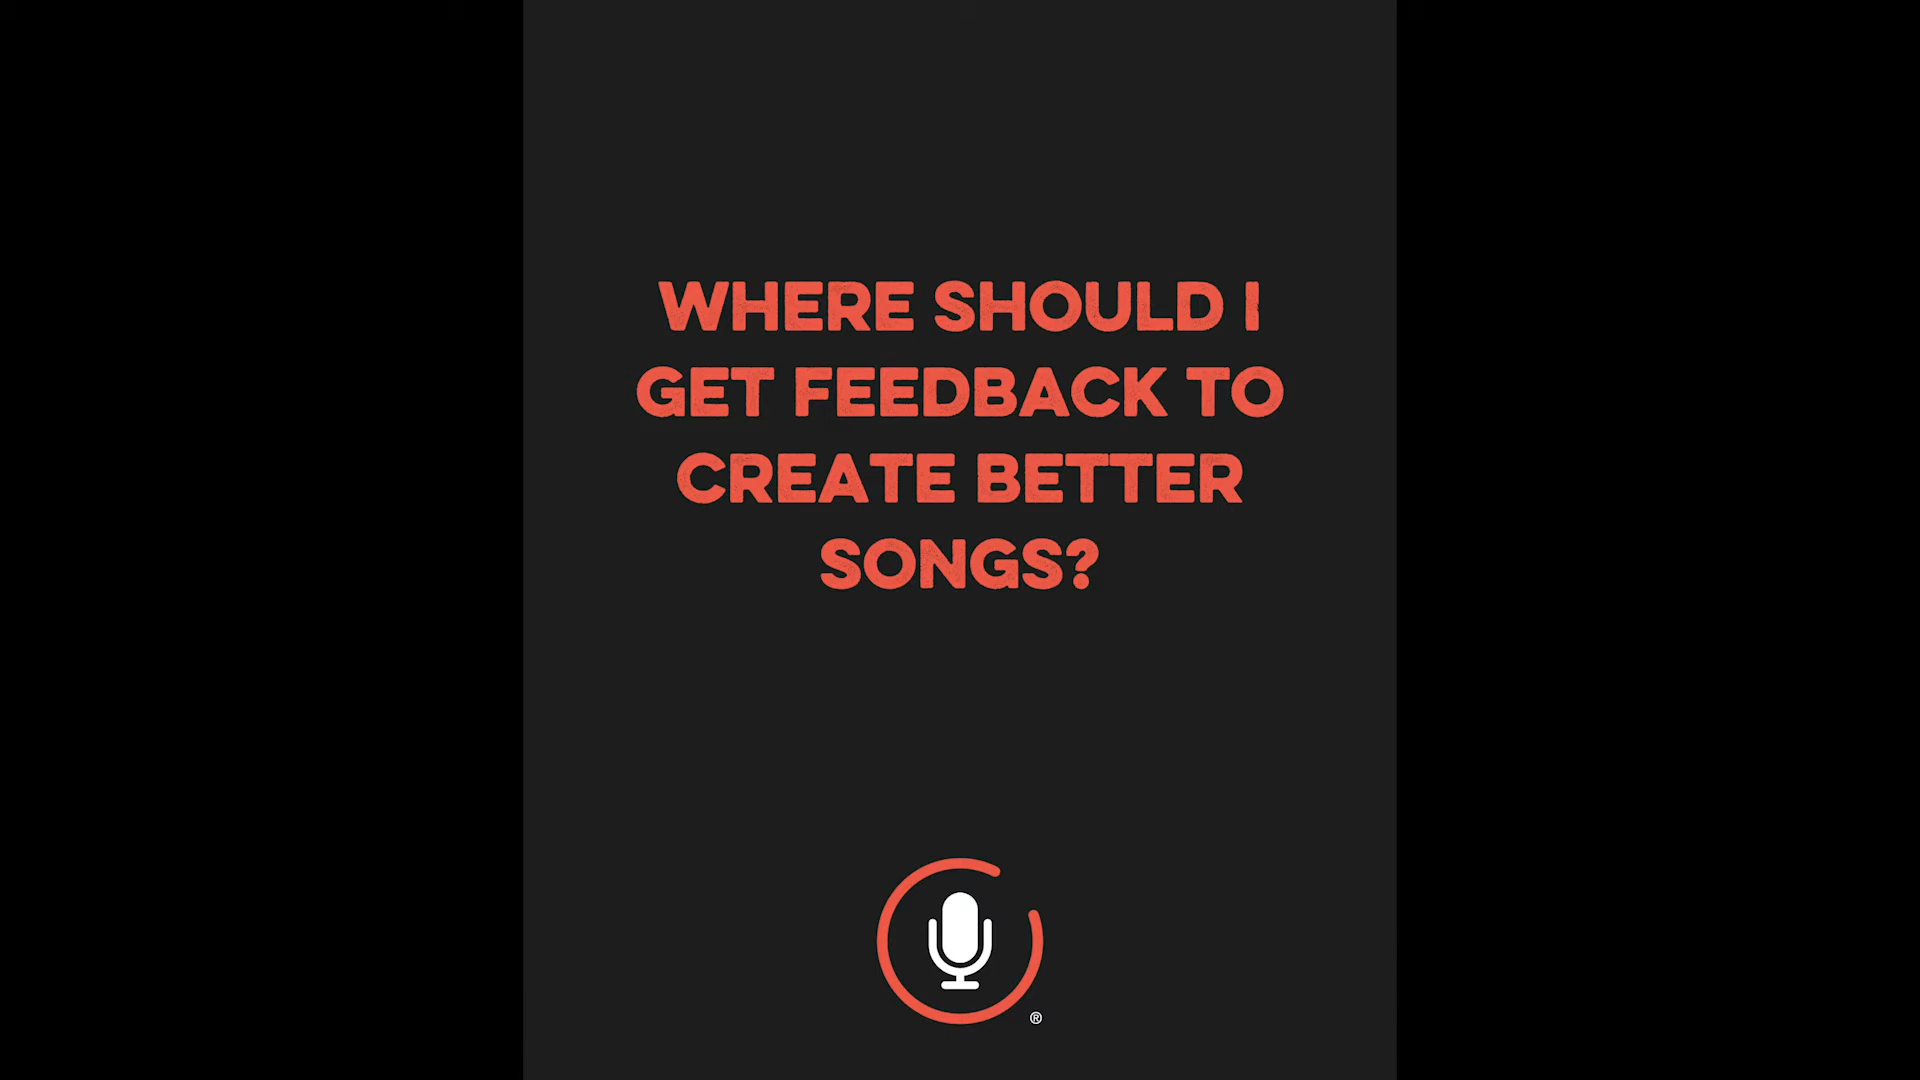 WHERE SHOULD I
GET FEEDBACK TO
CREATE BETTER
SONGS?
®